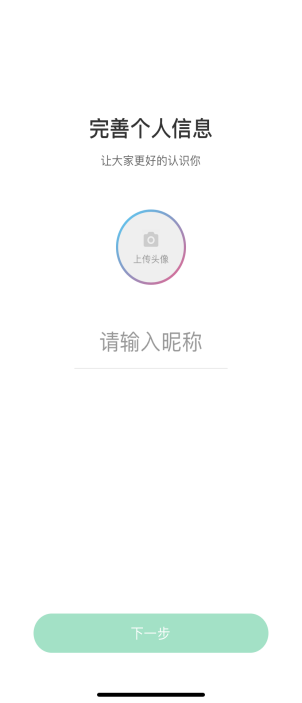 完善个人信息
让大家更好的认识你
上传头像
请输入昵称
下一步